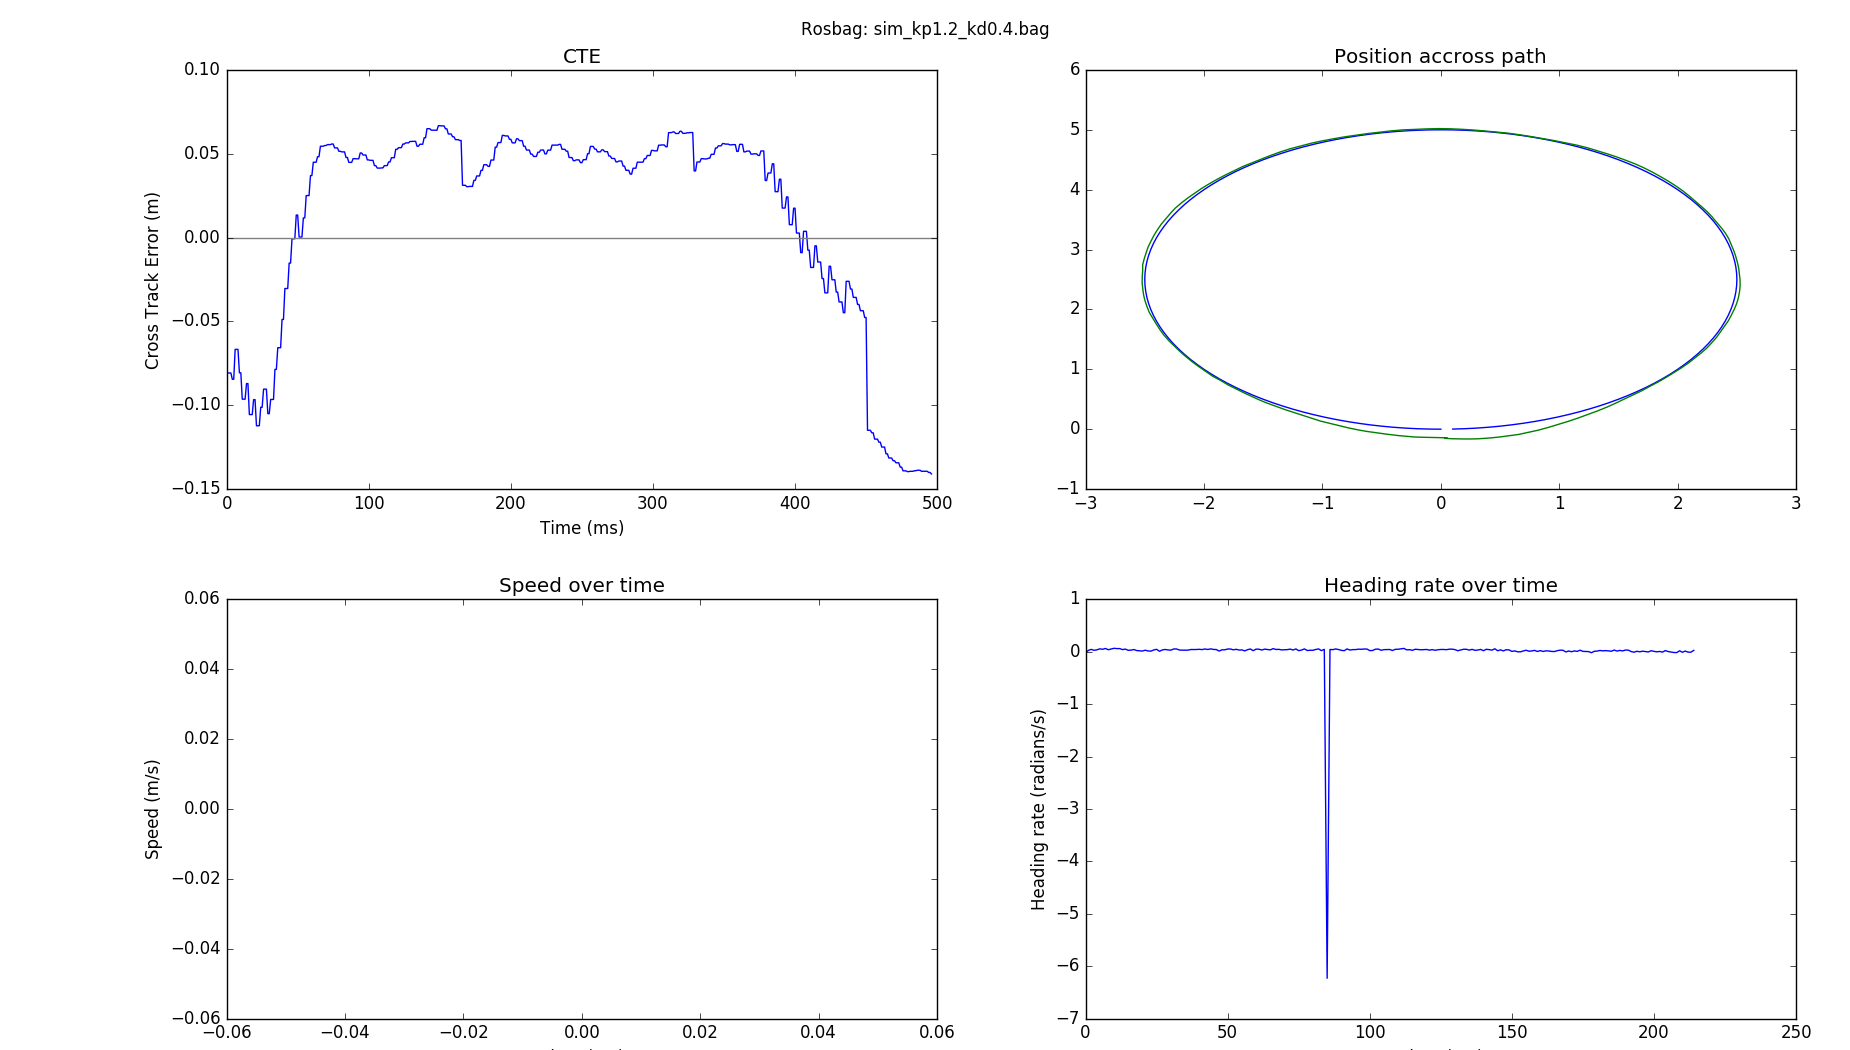 Rosbag: sim_kp1.2_kd0.4.bag
CTE
0.10
0.05
0.00
−0.05
−0.10
−0.15
Cross Track Error (m)
0 100 200 300 400 500
Time (ms)
Position accross path
6
5
4
3
2
1
0
−1
−3 −2 −1 0 1 2 3
Speed over time
0.06
0.04
0.02
0.00
−0.02
−0.04
−0.06
Speed (m/s)
−0.06 −0.04 −0.02 0.00 0.02 0.04 0.06
Heading rate over time
1
0
−1
−2
−3
−4
−5
−6
−7
Heading rate (radians/s)
0 50 100 150 200 250